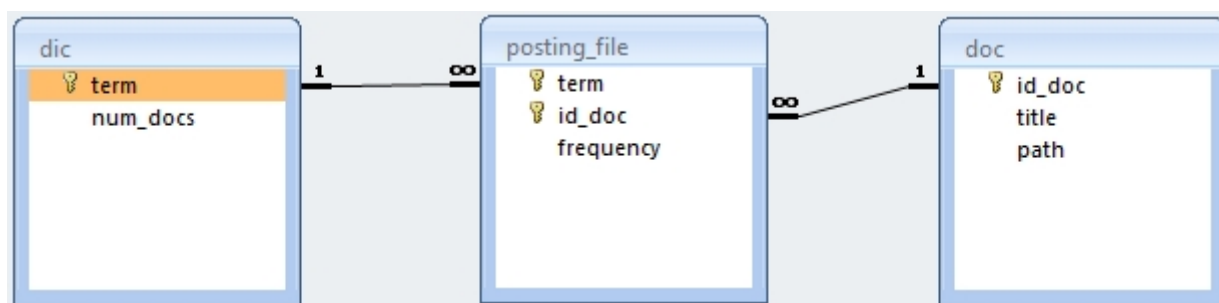 dic
term
num_docs
1
∞
posting_file
term
id_doc
frequency
∞
1
doc
id_doc
title
path